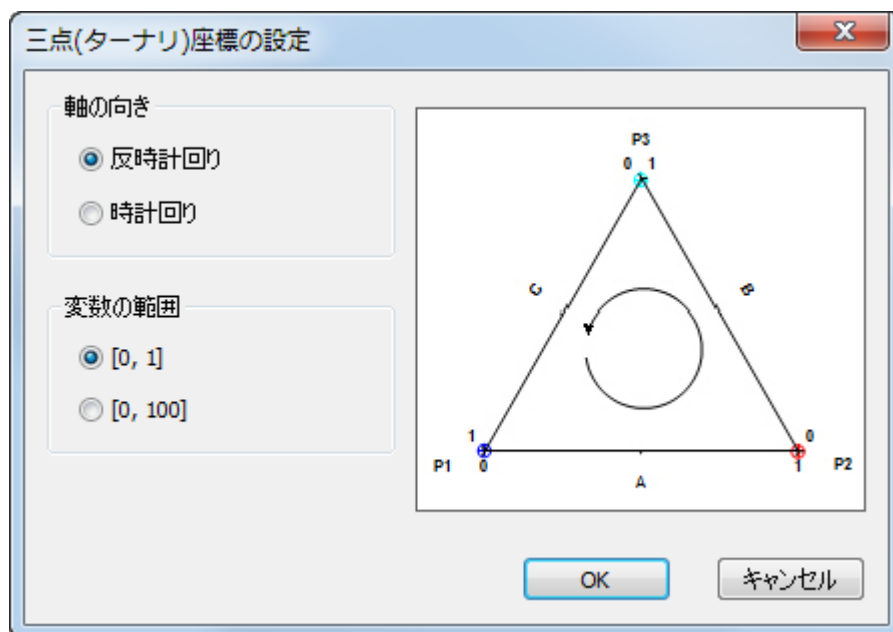 三点(ターナリ)座標の設定
軸の向き
反時計回り
時計回り
変数の範囲
[0, 1]
[0, 100]
P3
0 1
C
B
1
0
P1
0
1
P2
A
OK
キャンセル